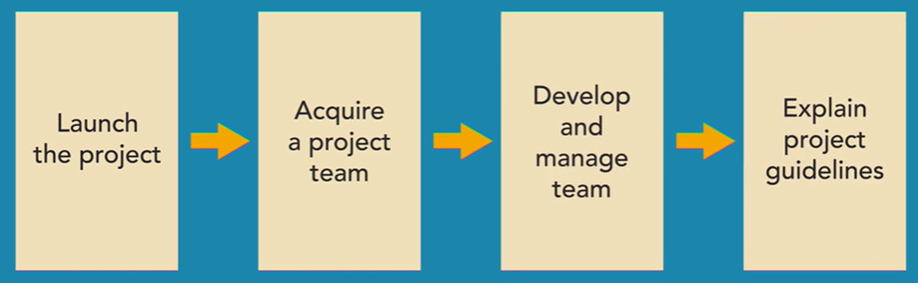 Launch
the project
Acquire
a project
team
Develop
and
manage
team
Explain
project
guidelines